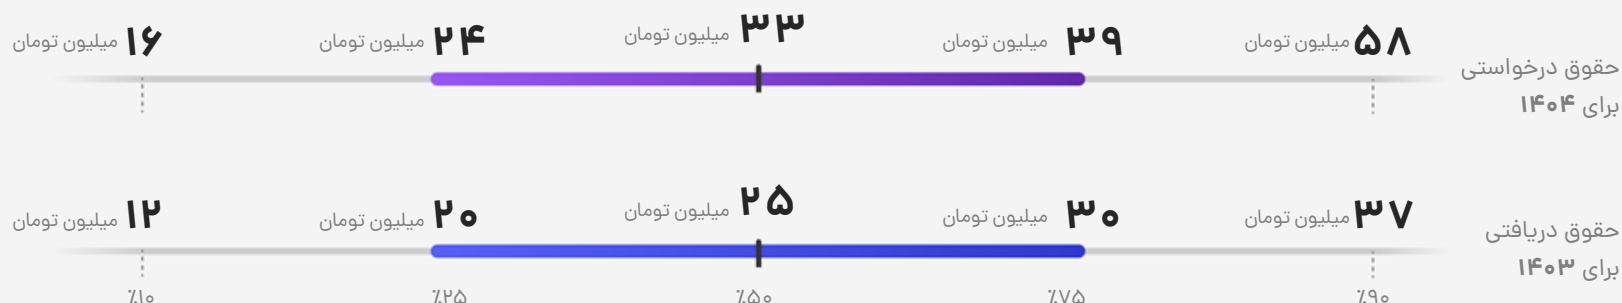 حقوق درخواستی
برای ۱۴۰۴
۵۸ میلیون تومان
۳۹ میلیون تومان
۳۳ میلیون تومان
۲۴ میلیون تومان
۱۶ میلیون تومان
حقوق دریافتی
برای ۱۴۰۳
۳۷ میلیون تومان
۳۰ میلیون تومان
۲۵ میلیون تومان
۲۰ میلیون تومان
۱۲ میلیون تومان
٪۹۰
٪۷۵
٪۵۰
٪۲۵
٪۱۰